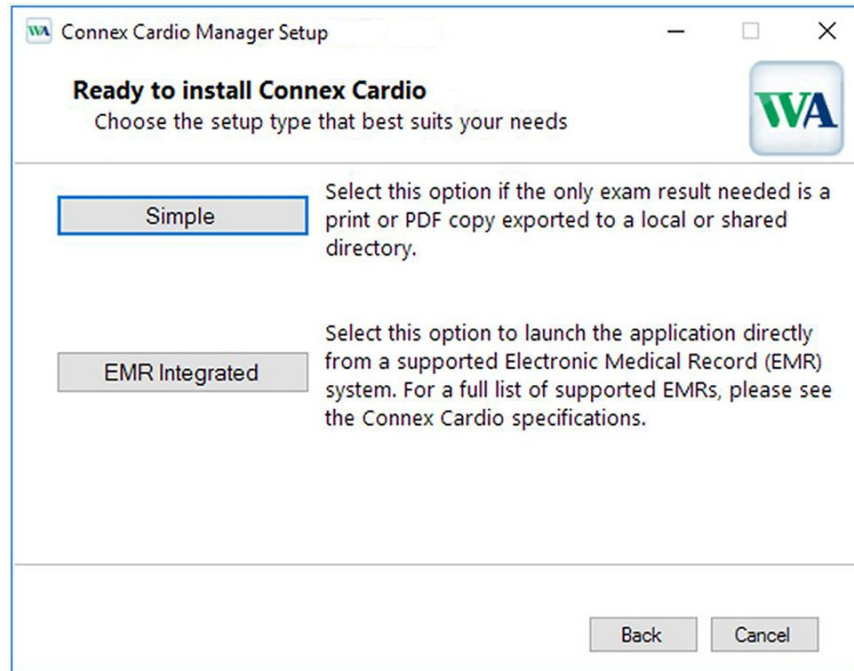 WA Connex Cardio Manager Setup
Ready to install Connex Cardio
Choose the setup type that best suits your needs
WA
Simple
Select this option if the only exam result needed is a
print or PDF copy exported to a local or shared
directory.
EMR Integrated
Select this option to launch the application directly
from a supported Electronic Medical Record (EMR)
system. For a full list of supported EMRs, please see
the Connex Cardio specifications.
Back
Cancel